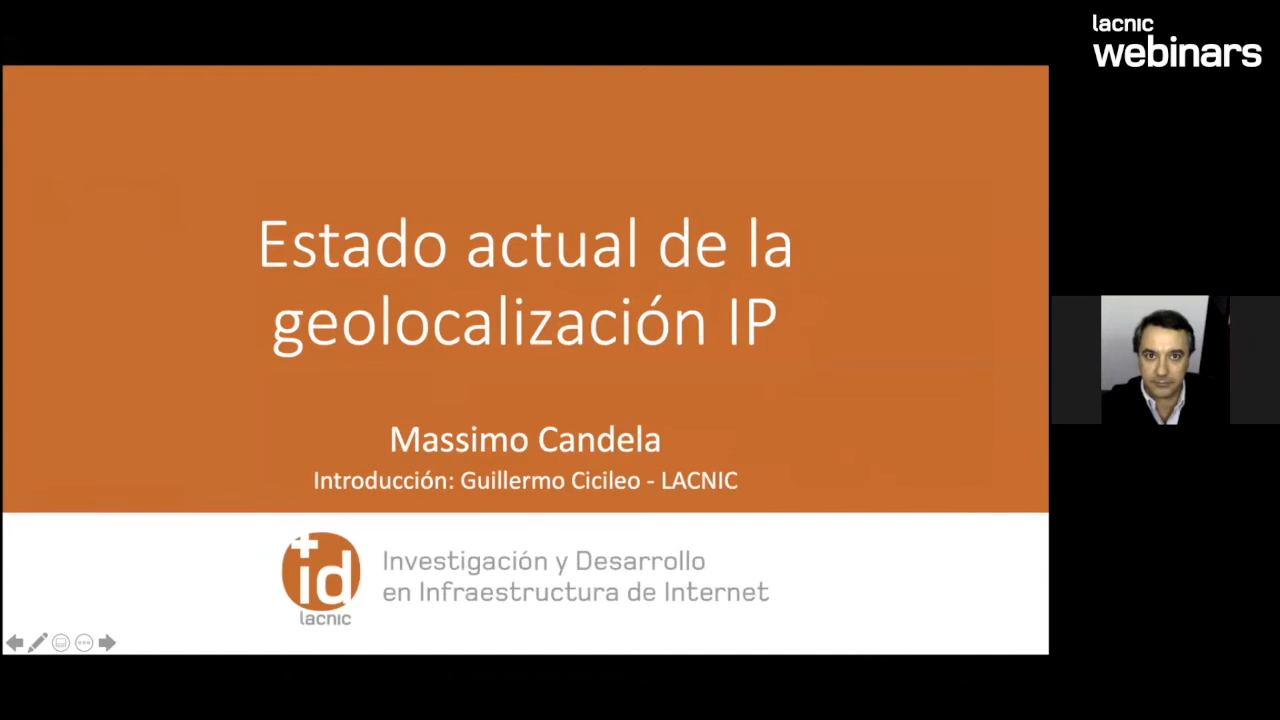 lacnic
webinars
Estado actual de la
geolocalización IP
Massimo Candela
Introducción: Guillermo Cicileo - LACNIC
+id
lacnic
Investigación y Desarrollo
en Infraestructura de Internet